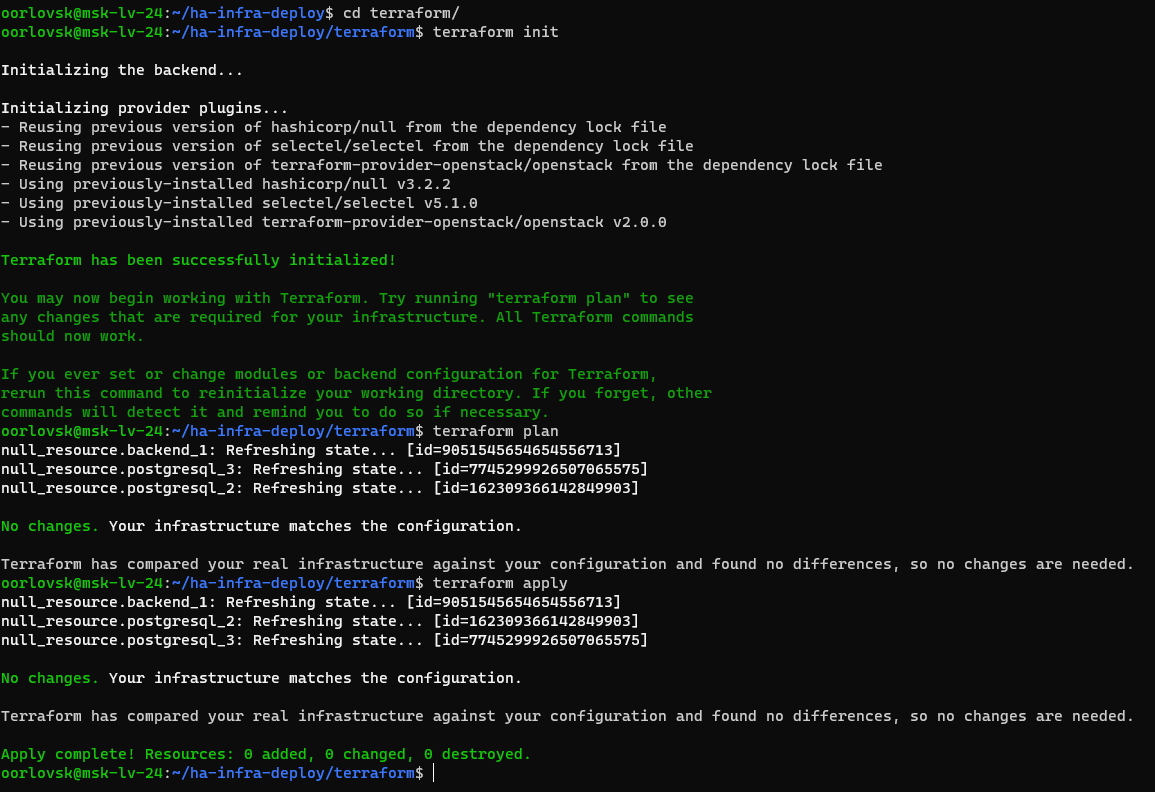 oorlovsk@msk-lv-24:~/ha-infra-deploy$ cd terraform/
oorlovsk@msk-lv-24:~/ha-infra-deploy/terraform$ terraform init
Initializing the backend...
Initializing provider plugins...
- Reusing previous version of hashicorp/null from the dependency lock file
- Reusing previous version of selectel/selectel from the dependency lock file
- Reusing previous version of terraform-provider-openstack/openstack from the dependency lock file
- Using previously-installed hashicorp/null v3.2.2
- Using previously-installed selectel/selectel v5.1.0
- Using previously-installed terraform-provider-openstack/openstack v2.0.0
Terraform has been successfully initialized!
You may now begin working with Terraform. Try running "terraform plan" to see
any changes that are required for your infrastructure. All Terraform commands
should now work.
If you ever set or change modules or backend configuration for Terraform,
rerun this command to reinitialize your working directory. If you forget, other
commands will detect it and remind you to do so if necessary.
oorlovsk@msk-lv-24:~/ha-infra-deploy/terraform$ terraform plan
null_resource.backend_1: Refreshing state... [id=9051545654654556713]
null_resource.postgresql_3: Refreshing state... [id=7745299926507065575]
null_resource.postgresql_2: Refreshing state... [id=162309366142849903]
No changes. Your infrastructure matches the configuration.
Terraform has compared your real infrastructure against your configuration and found no differences, so no changes are needed.
oorlovsk@msk-lv-24:~/ha-infra-deploy/terraform$ terraform apply
null_resource.backend_1: Refreshing state... [id=9051545654654556713]
null_resource.postgresql_2: Refreshing state... [id=162309366142849903]
null_resource.postgresql_3: Refreshing state... [id=7745299926507065575]
No changes. Your infrastructure matches the configuration.
Terraform has compared your real infrastructure against your configuration and found no differences, so no changes are needed.
Apply complete! Resources: 0 added, 0 changed, 0 destroyed.
oorlovsk@msk-lv-24:~/ha-infra-deploy/terraform$